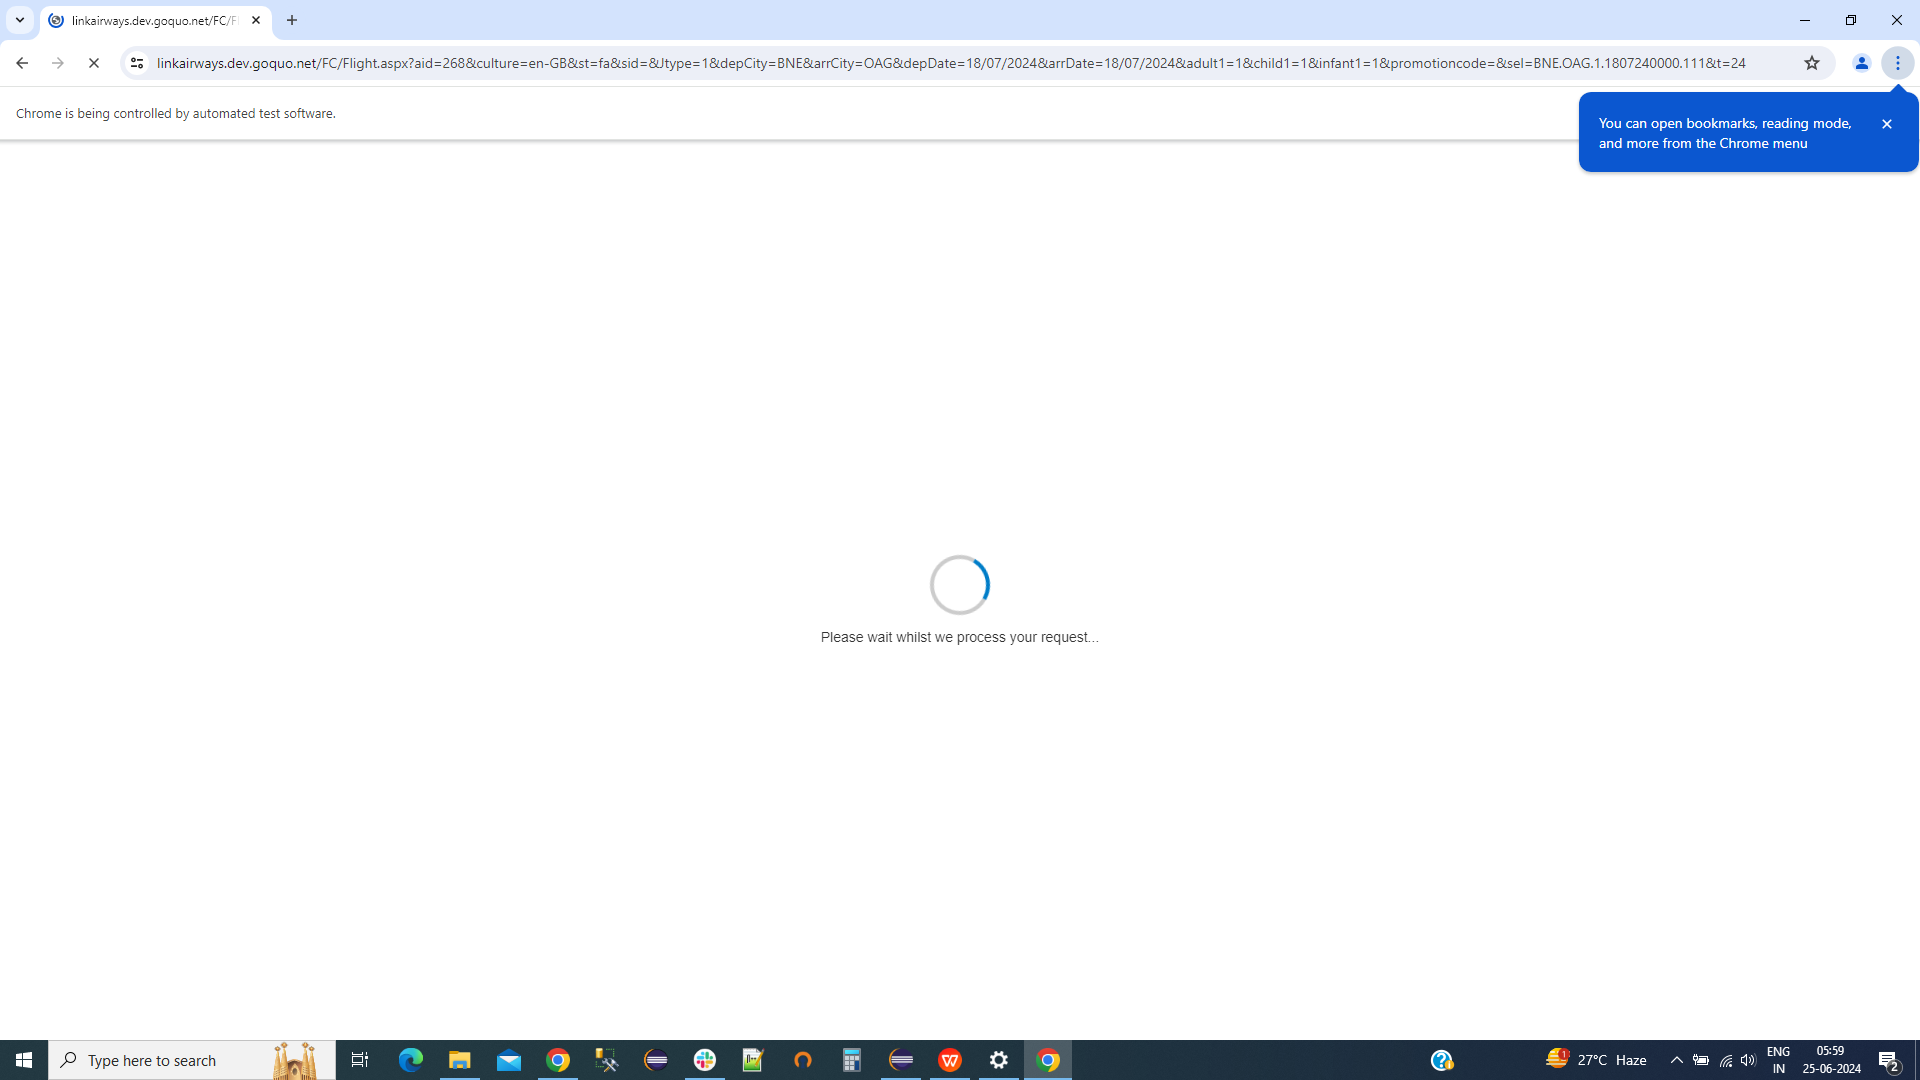 linkairways.dev.goquo.net/FC/Fl
linkairways.dev.goquo.net/FC/Flight.aspx?aid=268&culture=en-GB&st=fa&sid=&Jtype=1&depCity=BNE&arrCity=OAG&depDate=18/07/2024&arrDate=18/07/2024&adult1=1&child1=1&infant1=1&promotioncode=&sel=BNE.OAG.1.1807240000.111&t=24
Chrome is being controlled by automated test software.
You can open bookmarks, reading mode,
and more from the Chrome menu
Please wait whilst we process your request...
Type here to search
1
27°C Haze
ENG
IN
05:59
25-06-2024
2